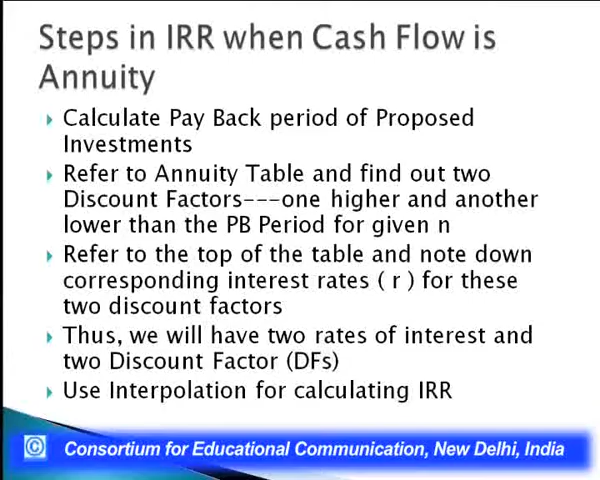 Steps in IRR when Cash Flow is
Annuity
Calculate Pay Back period of Proposed
Investments
Refer to Annuity Table and find out two
Discount Factors---one higher and another
lower than the PB Period for given n
Refer to the top of the table and note down
corresponding interest rates ( r ) for these
two discount factors
Thus, we will have two rates of interest and
two Discount Factor (DFs)
Use Interpolation for calculating IRR
© Consortium for Educational Communication, New Delhi, India